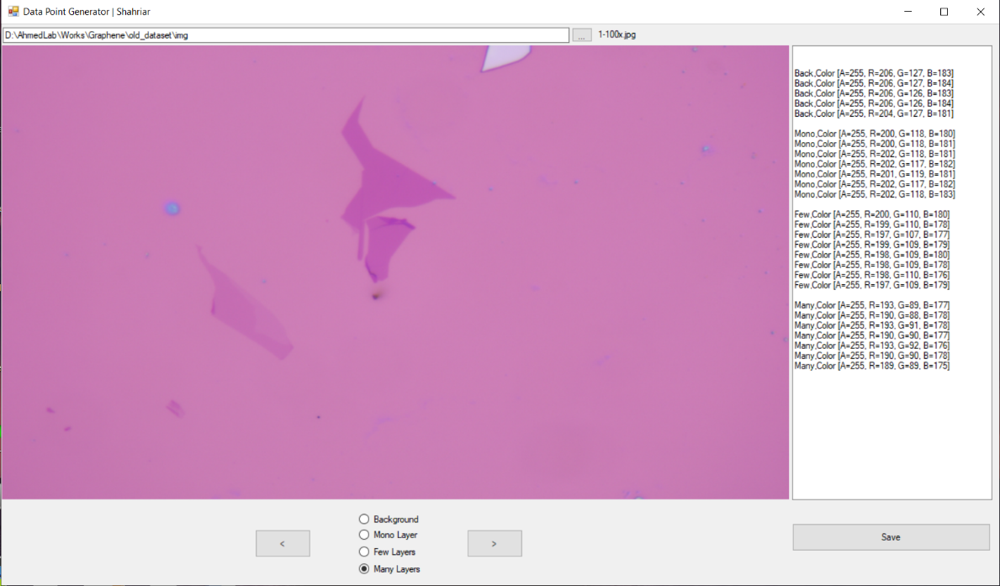 Data Point Generator | Shahriar
D:\AhmedLab\Works\Graphene\old_dataset\img
...
1-100x.jpg
Back,Color [A=255, R=206, G=127, B=183]
Back,Color [A=255, R=206, G=127, B=184]
Back,Color [A=255, R=206, G=126, B=183]
Back,Color [A=255, R=206, G=126, B=184]
Back,Color [A=255, R=204, G=127, B=181]
Mono,Color [A=255, R=200, G=118, B=180]
Mono,Color [A=255, R=200, G=118, B=181]
Mono,Color [A=255, R=202, G=118, B=181]
Mono,Color [A=255, R=202, G=117, B=182]
Mono,Color [A=255, R=201, G=119, B=181]
Mono,Color [A=255, R=202, G=117, B=182]
Mono,Color [A=255, R=202, G=118, B=183]
Few,Color [A=255, R=200, G=110, B=180]
Few,Color [A=255, R=199, G=110, B=178]
Few,Color [A=255, R=197, G=107, B=177]
Few,Color [A=255, R=199, G=109, B=179]
Few,Color [A=255, R=198, G=109, B=180]
Few,Color [A=255, R=198, G=109, B=178]
Few,Color [A=255, R=198, G=110, B=176]
Few,Color [A=255, R=197, G=109, B=179]
Many,Color [A=255, R=193, G=89, B=177]
Many,Color [A=255, R=190, G=88, B=178]
Many,Color [A=255, R=193, G=91, B=178]
Many,Color [A=255, R=190, G=90, B=177]
Many,Color [A=255, R=193, G=92, B=176]
Many,Color [A=255, R=190, G=90, B=178]
Many,Color [A=255, R=189, G=89, B=175]
<
Background
Mono Layer
Few Layers
Many Layers
>
Save